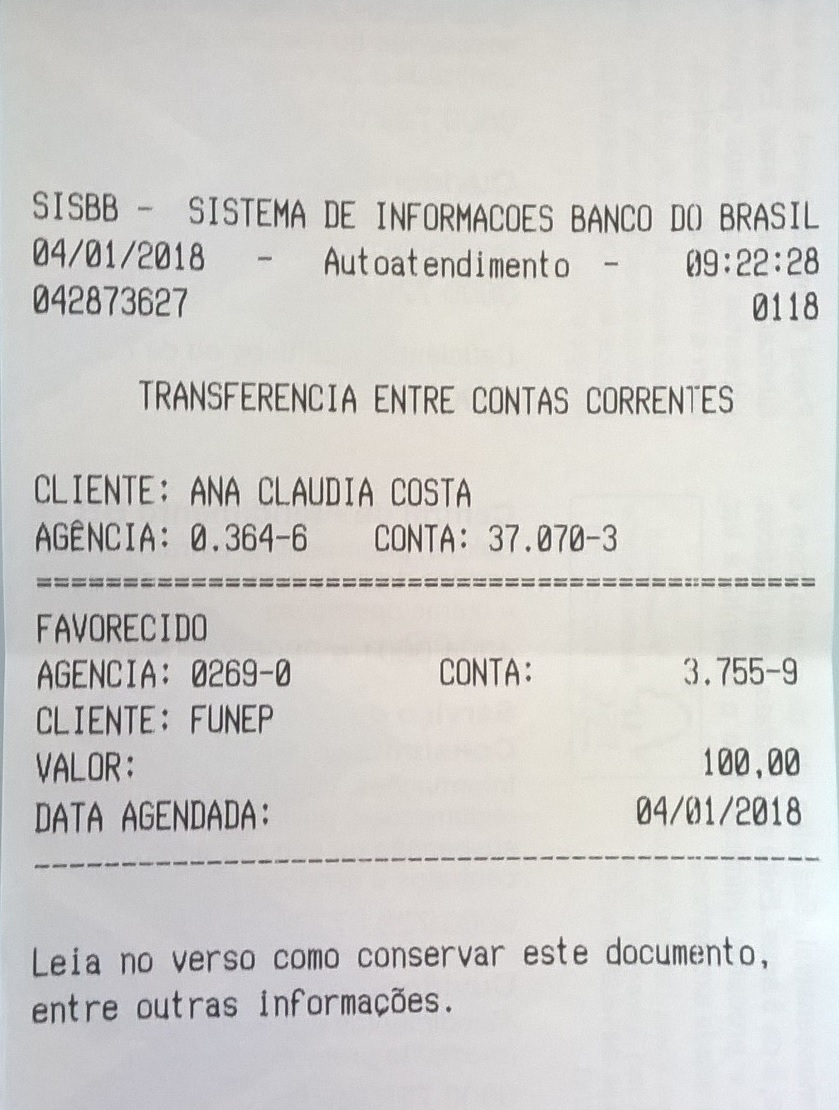 SISBB - SISTEMA DE INFORMACOES BANCO DO BRASIL
04/01/2018 - Autoatendimento - 09:22:28
042873627 0118
TRANSFERENCIA ENTRE CONTAS CORRENTES
CLIENTE: ANA CLAUDIA COSTA
AGÊNCIA: 0.364-6 CONTA: 37.070-3
==============================================
FAVORECIDO
AGENCIA: 0269-0 CONTA: 3.755-9
CLIENTE: FUNEP
VALOR: 100,00
DATA AGENDADA: 04/01/2018
----------------------------------------------
Leia no verso como conservar este documento,
entre outras informações.